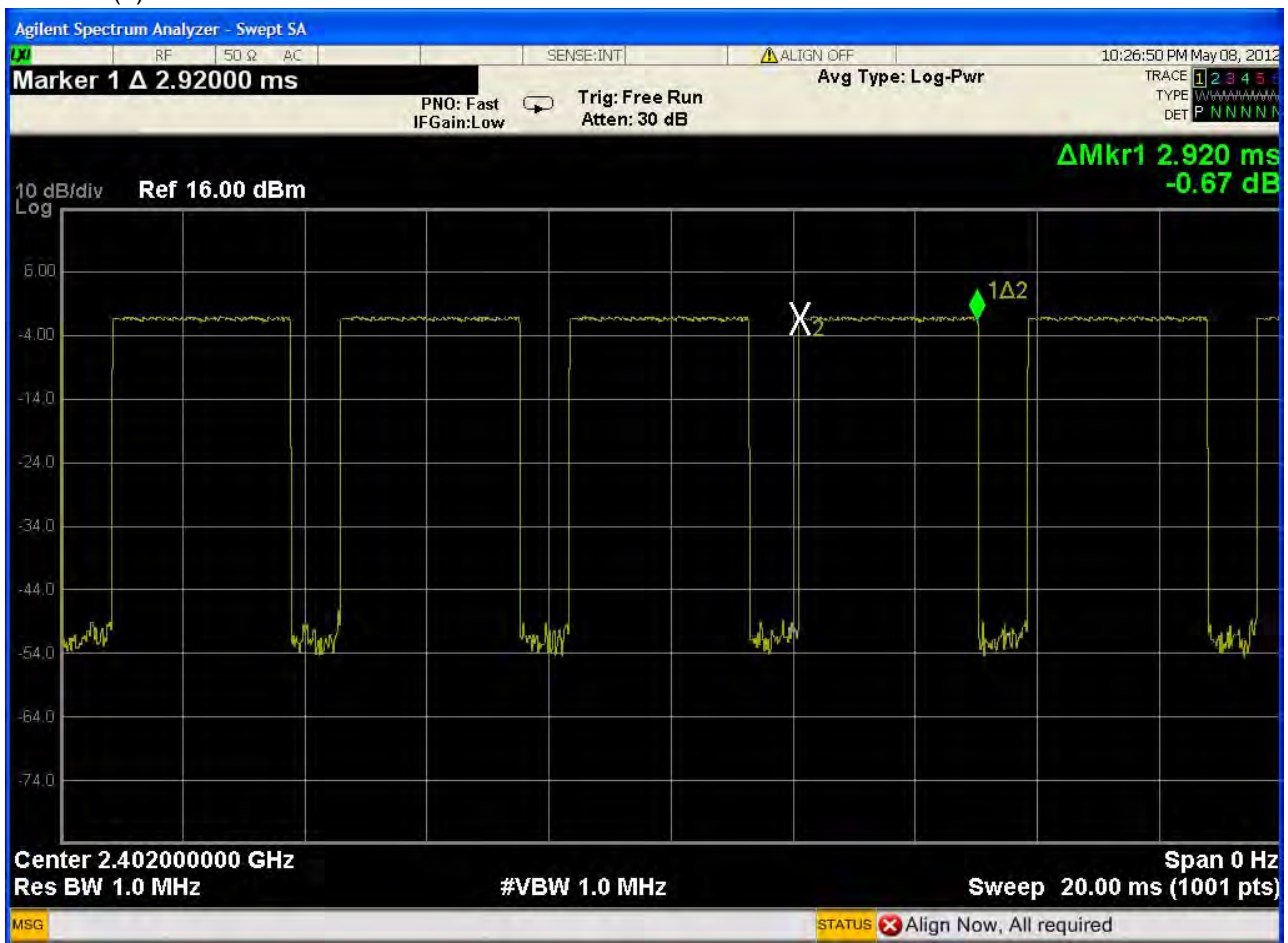 Agilent Spectrum Analyzer - Swept SA
LXI RF 50 Ω AC SENSE:INT ALIGN OFF 10:26:50 PM May 08, 2012
Marker 1 Δ 2.92000 ms
PNO: Fast
IFGain:Low
Trig: Free Run
Atten: 30 dB
Avg Type: Log-Pwr
TRACE 1 2 3 4 5
TYPE
DET P N N N N N
ΔMkr1 2.920 ms
-0.67 dB
10 dB/div Ref 16.00 dBm
Log
6.00
-4.00
-14.0
-24.0
-34.0
-44.0
-54.0
-64.0
-74.0
X2
1Δ2
Center 2.402000000 GHz Span 0 Hz
Res BW 1.0 MHz #VBW 1.0 MHz Sweep 20.00 ms (1001 pts)
MSG STATUS Align Now, All required